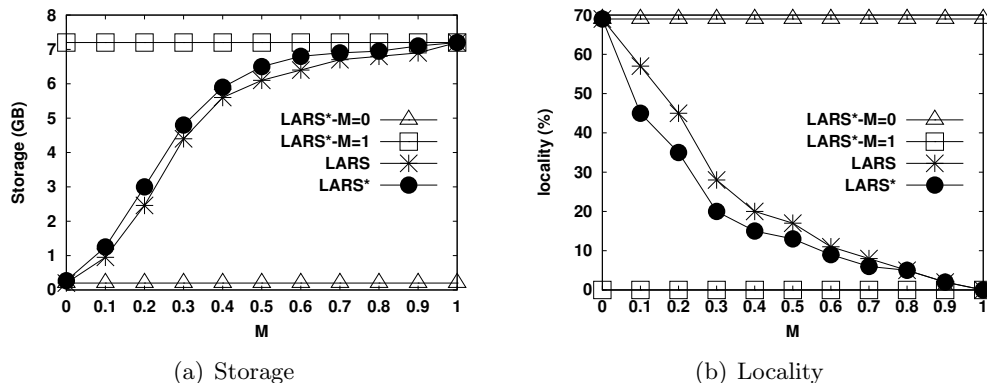 8
7
6
5
4
3
2
1
0
Storage (GB)
LARS*-M=0
LARS*-M=1
LARS
LARS*
0 0.1 0.2 0.3 0.4 0.5 0.6 0.7 0.8 0.9 1
M
(a) Storage
70
60
50
40
30
20
10
0
locality (%)
LARS*-M=0
LARS*-M=1
LARS
LARS*
0 0.1 0.2 0.3 0.4 0.5 0.6 0.7 0.8 0.9 1
M
(b) Locality